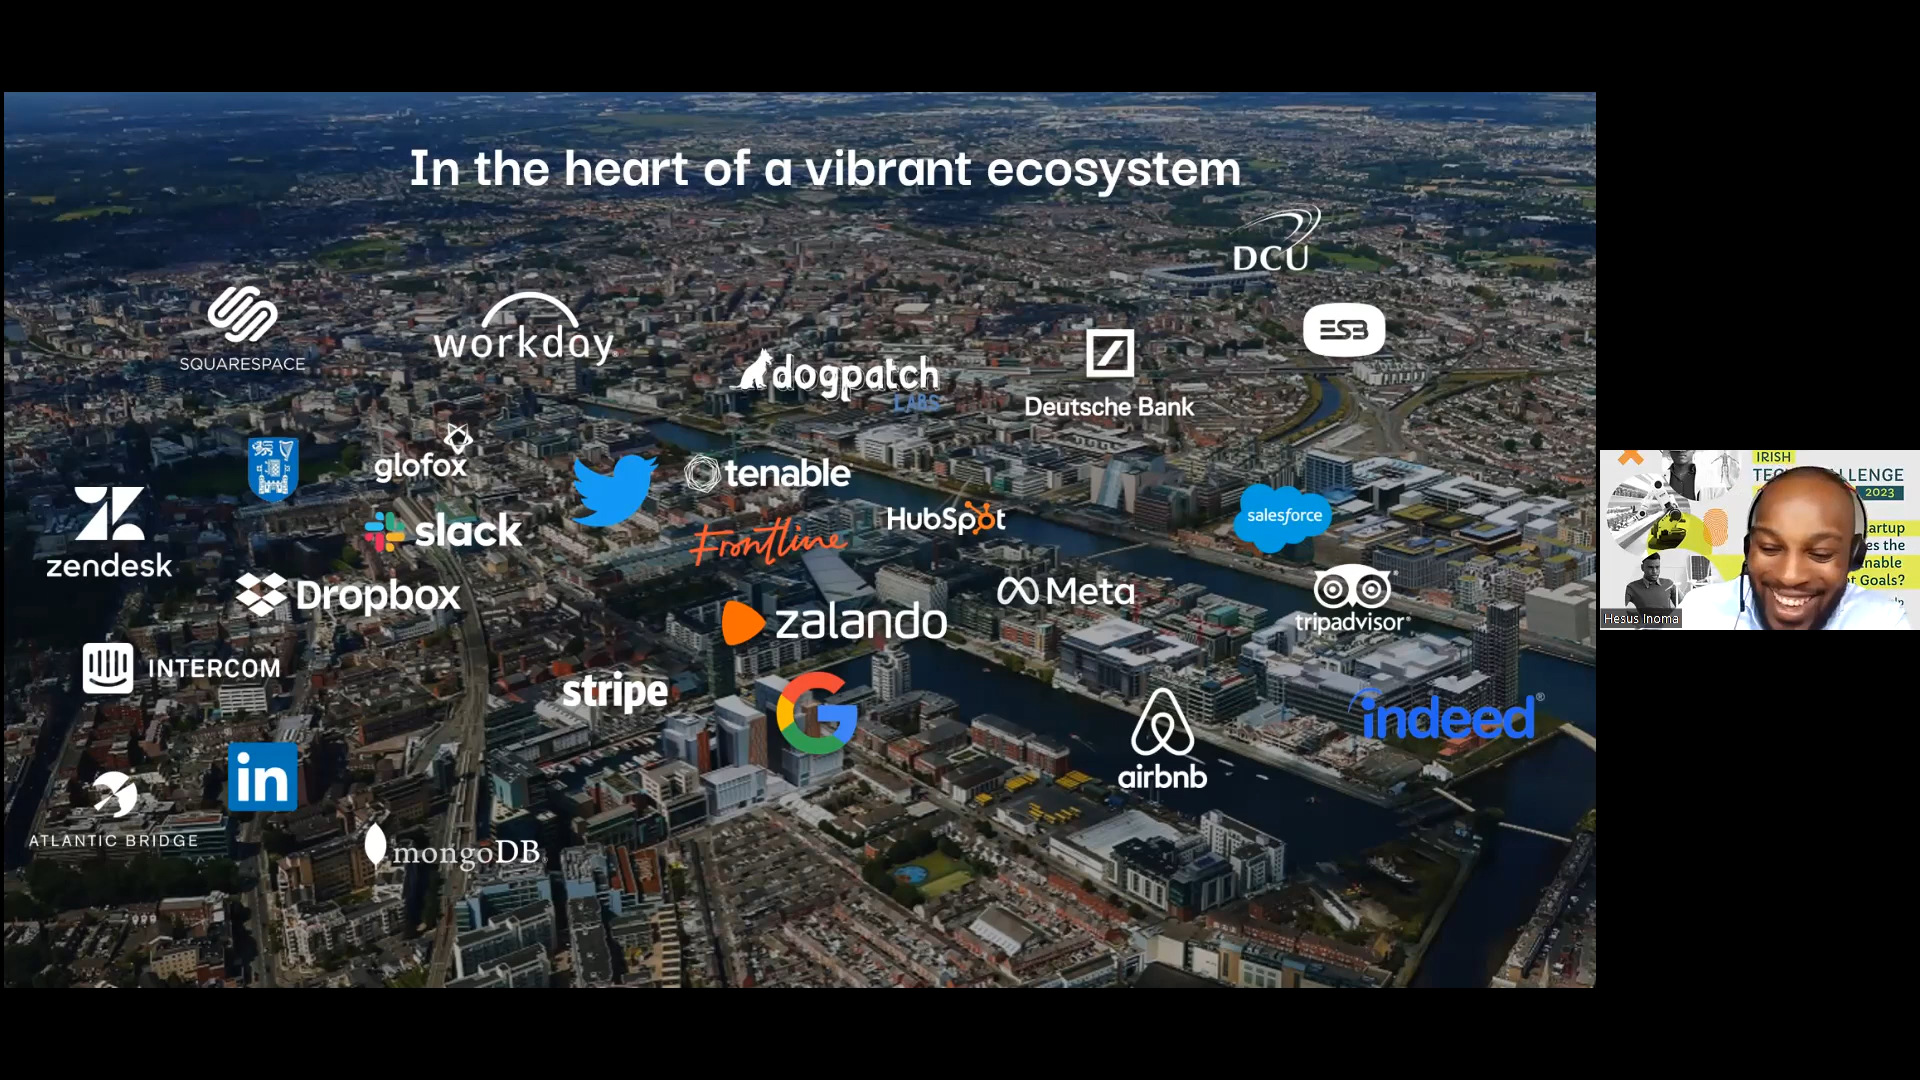 In the heart of a vibrant ecosystem
DCU
SQUARESPACE
workday
dogpatch
LABS
Deutsche Bank
ESB
glofox
tenable
zendesk
slack
Frontline
HubSpot
salesforce
Dropbox
zalando
Meta
tripadvisor
INTERCOM
stripe
G
airbnb
indeed®
in
ATLANTIC BRIDGE
mongoDB
IRISH
2023
Goals?
Hesus Inoma